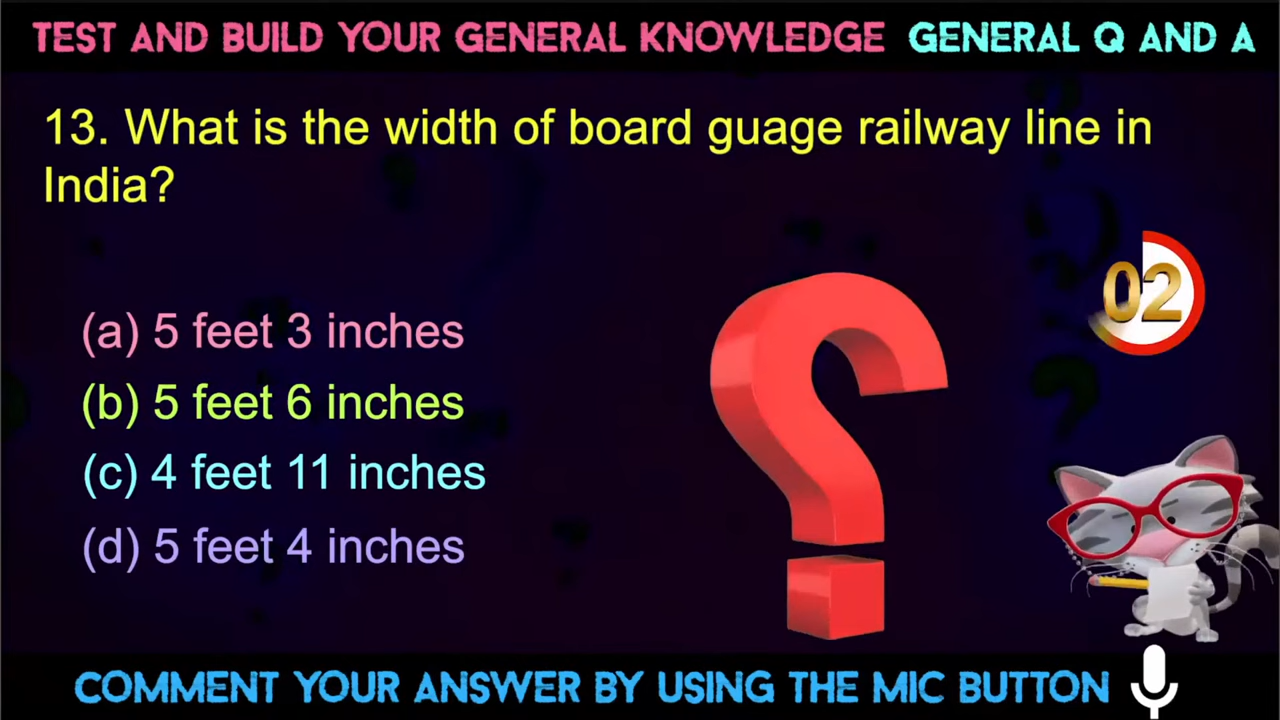 TEST AND BUILD YOUR GENERAL KNOWLEDGE GENERAL Q AND A
13. What is the width of board guage railway line in
India?
02
(a) 5 feet 3 inches
(b) 5 feet 6 inches
(c) 4 feet 11 inches
(d) 5 feet 4 inches
COMMENT YOUR ANSWER BY USING THE MIC BUTTON